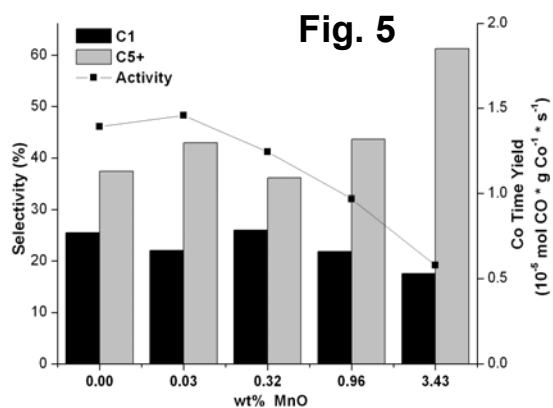 Fig. 5
C1
C5+
Activity
Selectivity (%)
60
50
40
30
20
10
0
2.0
1.5
1.0
0.5
0.0
Co Time Yield
(10⁻⁵ mol CO * g Co⁻¹ * s⁻¹)
0.00 0.03 0.32 0.96 3.43
wt% MnO